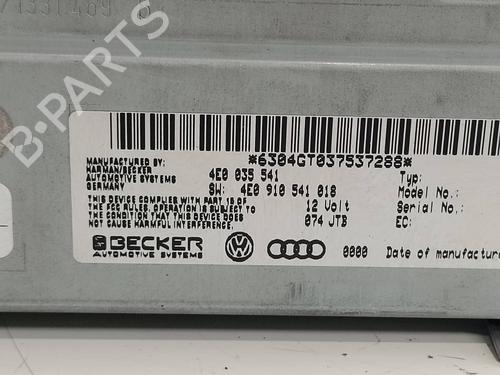 *6304GT037537288*
MANUFACTURED BY:
HARMAN/BECKER
AUTOMOTIVE SYSTEMS
GERMANY
4E0 035 541
SW: 4E0 910 541 018
12 Volt
074 JTB
Typ:
Model No.:
Serial No.:
EC:
THIS DEVICE COMPLIES WITH PART 15 OF
THE FCC RULES. OPERATION IS SUBJECT TO
THE CONDITION THAT THIS DEVICE DOES NOT
CAUSE HARMFUL INTERFERENCE.
BECKER
AUTOMOTIVE SYSTEMS
0000 Date of manufacture
B-PARTS